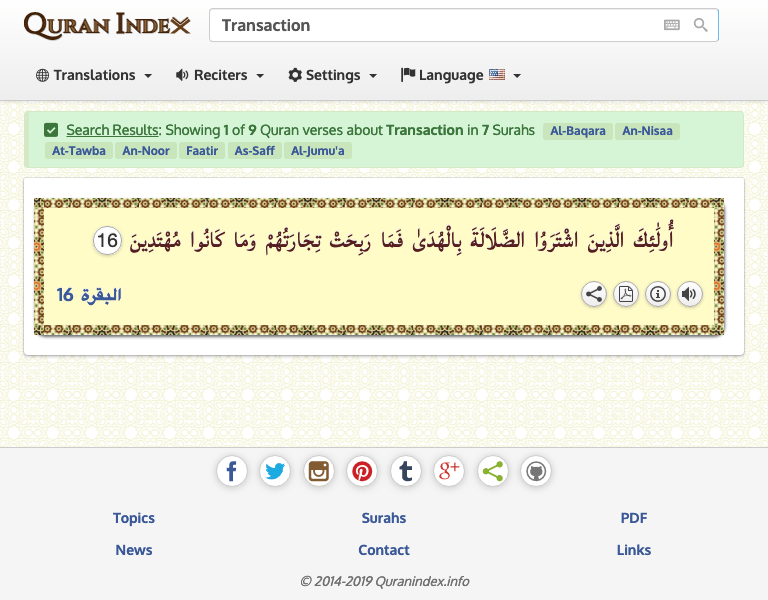 QURAN INDEX
Transaction
Translations
Reciters
Settings
Language
Search Results: Showing 1 of 9 Quran verses about Transaction in 7 Surahs Al-Baqara An-Nisaa
At-Tawba An-Noor Faatir As-Saff Al-Jumu'a
أُولَٰئِكَ الَّذِينَ اشْتَرَوُا الضَّلَالَةَ بِالْهُدَىٰ فَمَا رَبِحَتْ تِجَارَتُهُمْ وَمَا كَانُوا مُهْتَدِينَ 16
البقرة 16
Topics
Surahs
PDF
News
Contact
Links
© 2014-2019 Quranindex.info